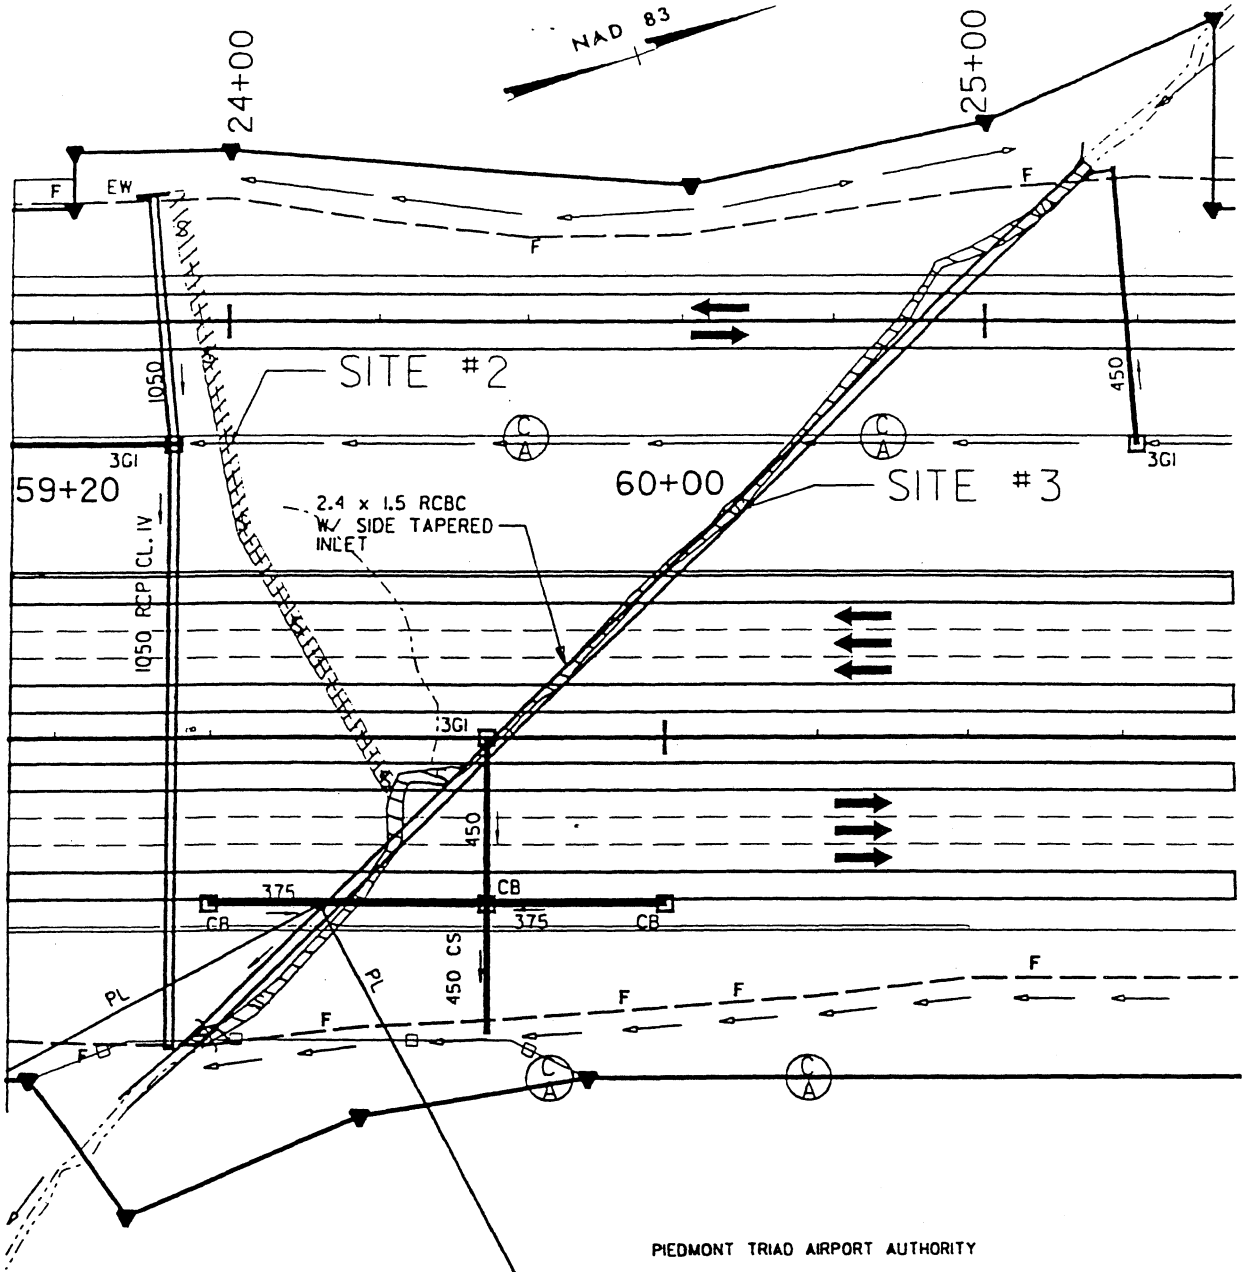 NAD 83
24+00
25+00
F
EW
F
F
SITE #2
1050
450
C
A
C
A
3GI
3GI
59+20
60+00
SITE #3
2.4 x 1.5 RCBC
W/ SIDE TAPERED
INLET
1050 RCP CL. IV
3GI
450
375
CB
CB
375
CB
450 CS
PL
PL
F
F
F
F
F
C
A
C
A
PIEDMONT TRIAD AIRPORT AUTHORITY